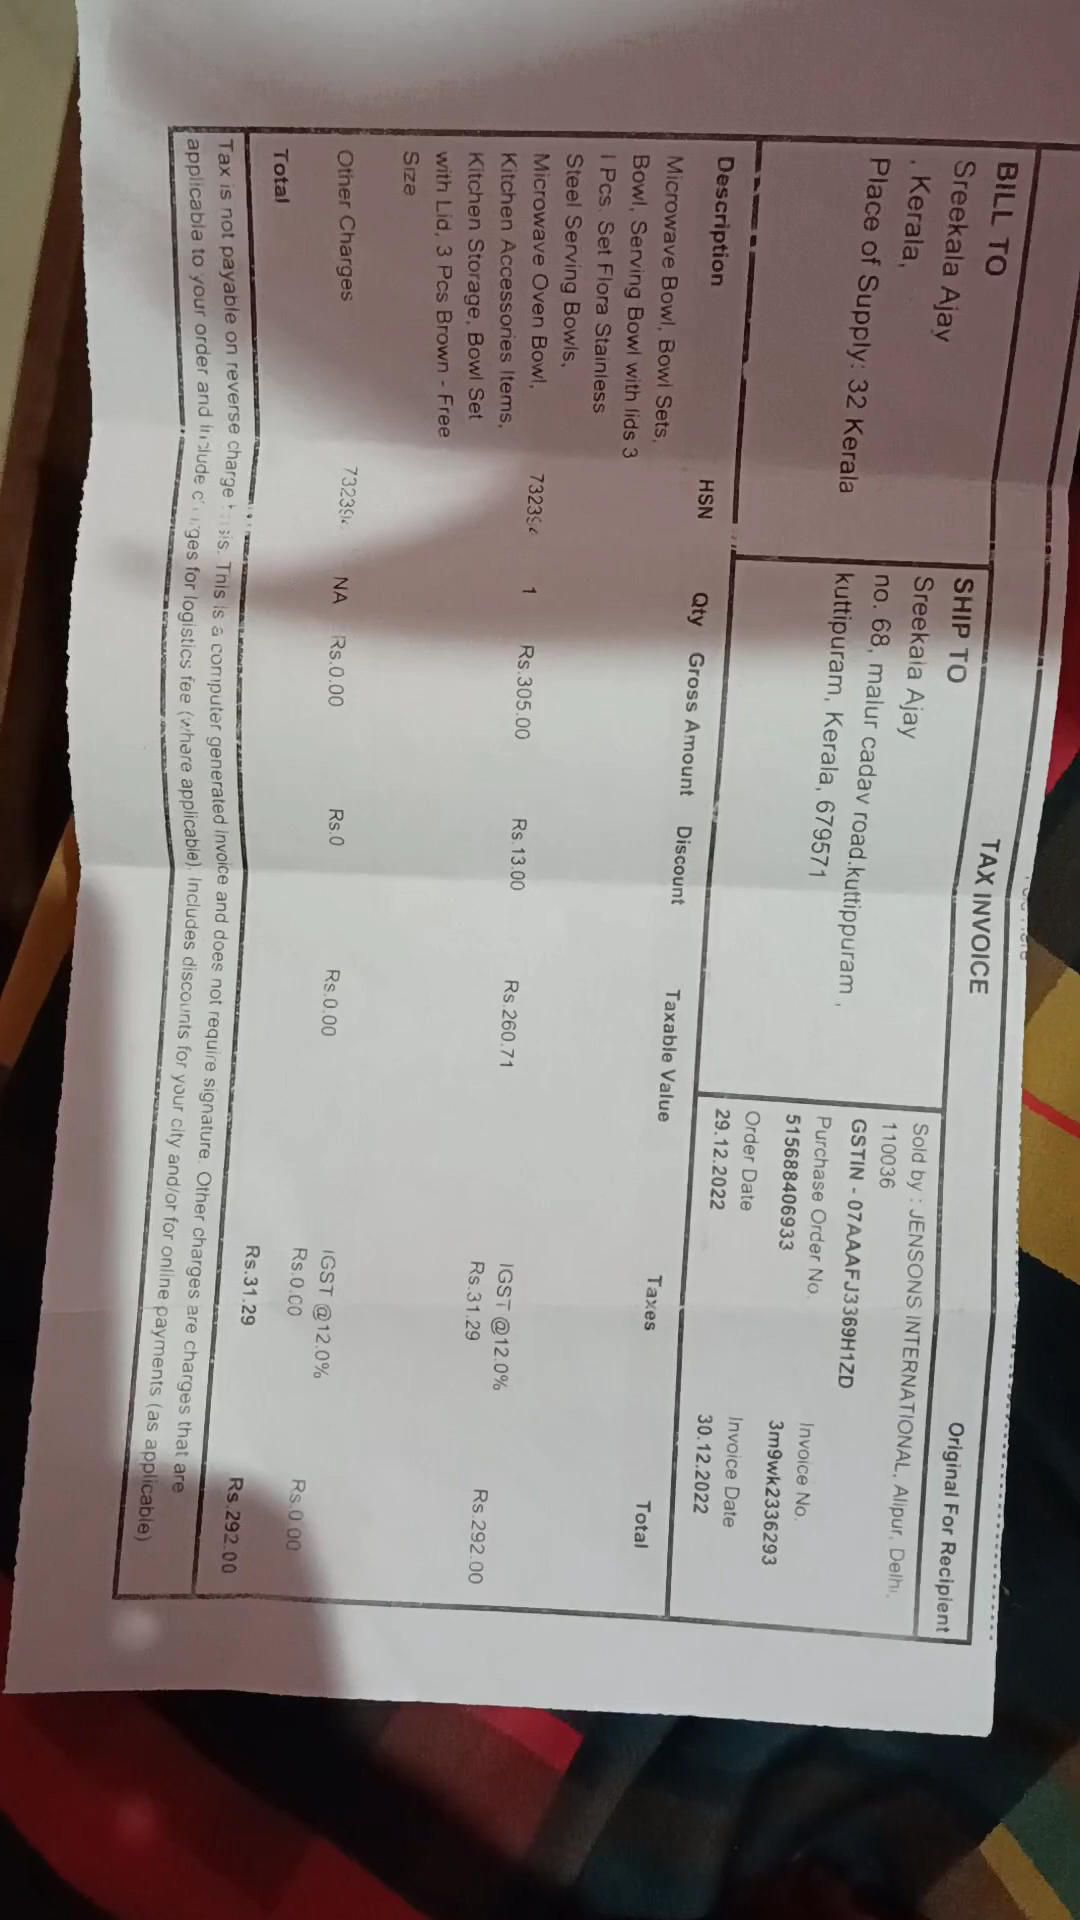 TAX INVOICE
Original For Recipient
BILL TO
Sreekala Ajay
, Kerala,
Place of Supply: 32 Kerala
SHIP TO
Sreekala Ajay
no. 68, malur cadav road.kuttippuram ,
kuttipuram, Kerala, 679571
Sold by : JENSONS INTERNATIONAL, Alipur, Delhi,
110036
GSTIN - 07AAAFJ3369H1ZD
Purchase Order No.
515688406933
Invoice No.
3m9wk2336293
Order Date
29.12.2022
Invoice Date
30.12.2022
Description HSN Qty Gross Amount Discount Taxable Value Taxes Total
Microwave Bowl, Bowl Sets,
Bowl, Serving Bowl with lids 3
I Pcs. Set Flora Stainless
Steel Serving Bowls,
Microwave Oven Bowl,
Kitchen Accessories Items,
Kitchen Storage, Bowl Set
with Lid, 3 Pcs Brown - Free
Size
1 Rs.305.00 Rs.13.00 Rs.260.71 IGST @12.0%
Rs.31.29 Rs.292.00
Other Charges NA Rs.0.00 Rs.0 Rs.0.00 IGST @12.0%
Rs.0.00 Rs.0.00
Total Rs.31.29 Rs.292.00
Tax is not payable on reverse charge basis. This is a computer generated invoice and does not require signature. Other charges are charges that are
applicable to your order and include charges for logistics fee (where applicable). Includes discounts for your city and/or for online payments (as applicable)